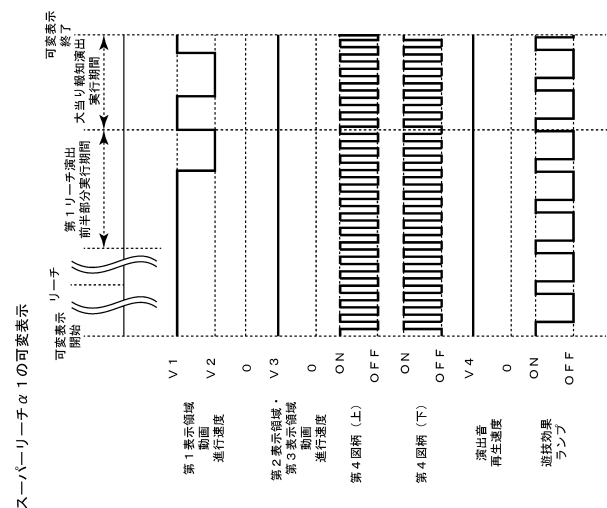 スーパーリーチα1の可変表示
可変表示
開始
リーチ
第1リーチ演出
前半部分実行期間
大当り報知演出
実行期間
可変表示
終了
第1表示領域
動画
進行速度
V1
V2
0
第2表示領域・
第3表示領域
動画
進行速度
V3
0
第4図柄(上)
ON
OFF
第4図柄(下)
ON
OFF
演出音
再生速度
V4
0
遊技効果
ランプ
ON
OFF